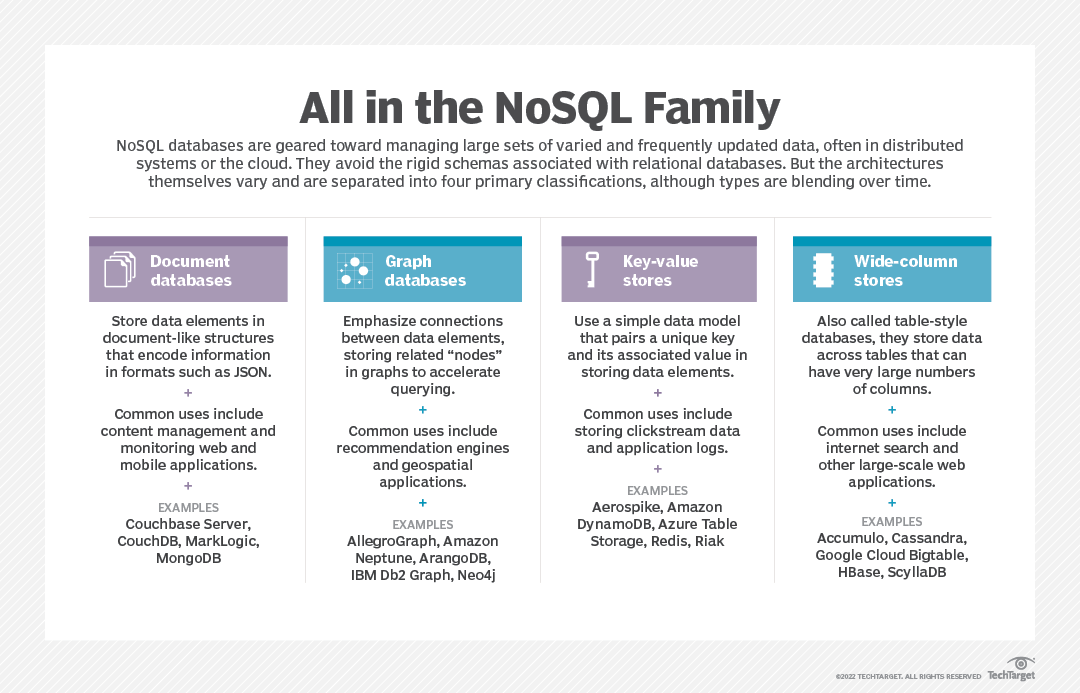 All in the NoSQL Family
NoSQL databases are geared toward managing large sets of varied and frequently updated data, often in distributed
systems or the cloud. They avoid the rigid schemas associated with relational databases. But the architectures
themselves vary and are separated into four primary classifications, although types are blending over time.
Document
databases
Store data elements in
document-like structures
that encode information
in formats such as JSON.
+
Common uses include
content management and
monitoring web and
mobile applications.
+
EXAMPLES
Couchbase Server,
CouchDB, MarkLogic,
MongoDB
Graph
databases
Emphasize connections
between data elements,
storing related “nodes”
in graphs to accelerate
querying.
+
Common uses include
recommendation engines
and geospatial
applications.
+
EXAMPLES
AllegroGraph, Amazon
Neptune, ArangoDB,
IBM Db2 Graph, Neo4j
Key-value
stores
Use a simple data model
that pairs a unique key
and its associated value in
storing data elements.
+
Common uses include
storing clickstream data
and application logs.
+
EXAMPLES
Aerospike, Amazon
DynamoDB, Azure Table
Storage, Redis, Riak
Wide-column
stores
Also called table-style
databases, they store data
across tables that can
have very large numbers
of columns.
+
Common uses include
internet search and
other large-scale web
applications.
+
EXAMPLES
Accumulo, Cassandra,
Google Cloud Bigtable,
HBase, ScyllaDB
©2022 TECHTARGET. ALL RIGHTS RESERVED TechTarget